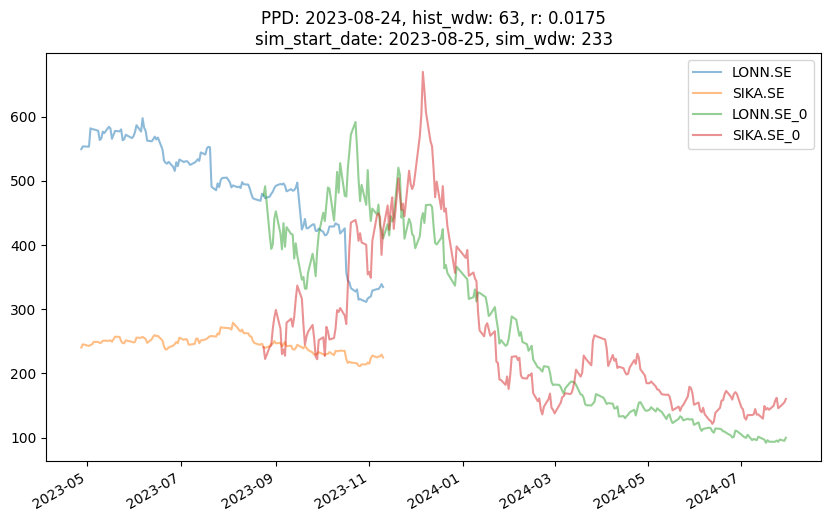 PPD: 2023-08-24, hist_wdw: 63, r: 0.0175
sim_start_date: 2023-08-25, sim_wdw: 233
LONN.SE
SIKA.SE
LONN.SE_0
SIKA.SE_0
600
500
400
300
200
100
2023-05
2023-07
2023-09
2023-11
2024-01
2024-03
2024-05
2024-07